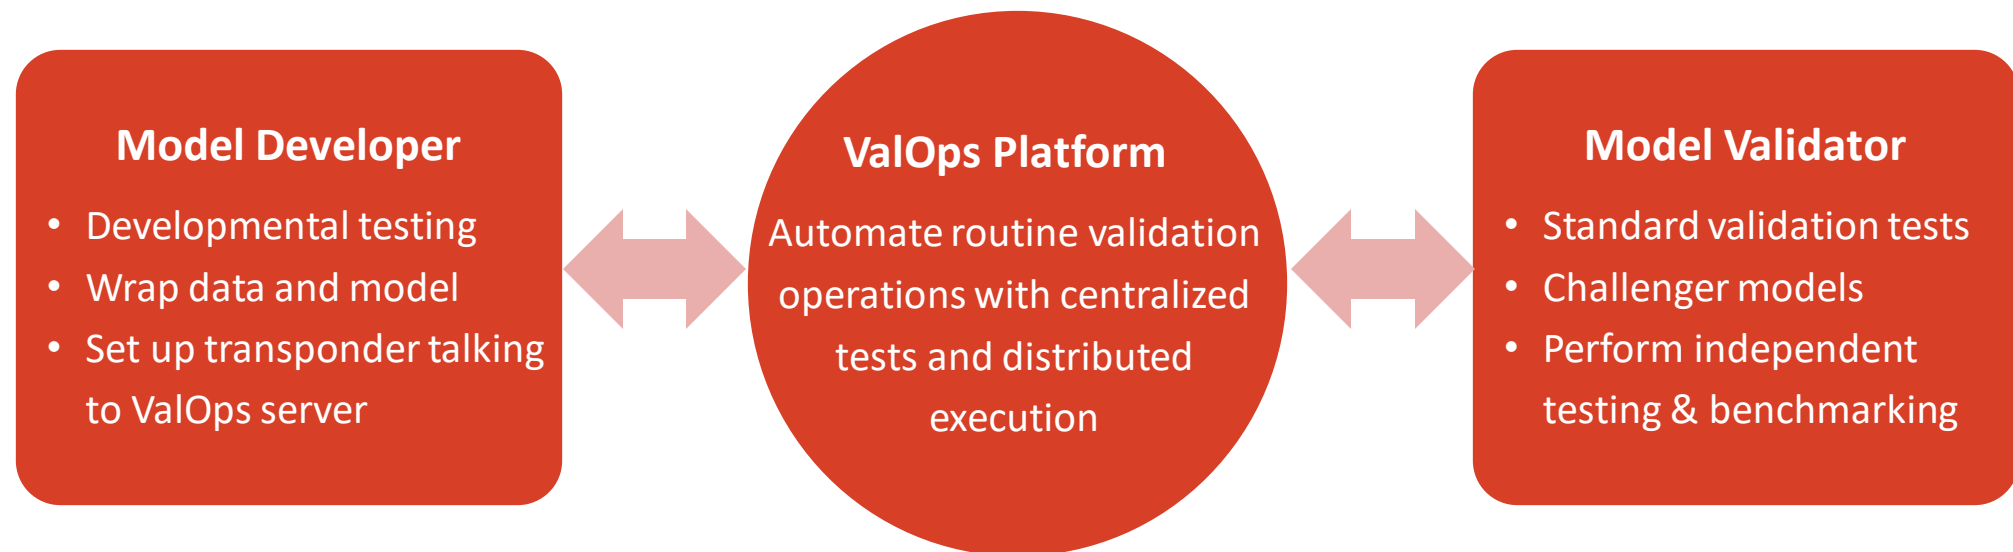 Model Developer
• Developmental testing
• Wrap data and model
• Set up transponder talking
to ValOps server
ValOps Platform
Automate routine validation
operations with centralized
tests and distributed
execution
Model Validator
• Standard validation tests
• Challenger models
• Perform independent
testing & benchmarking